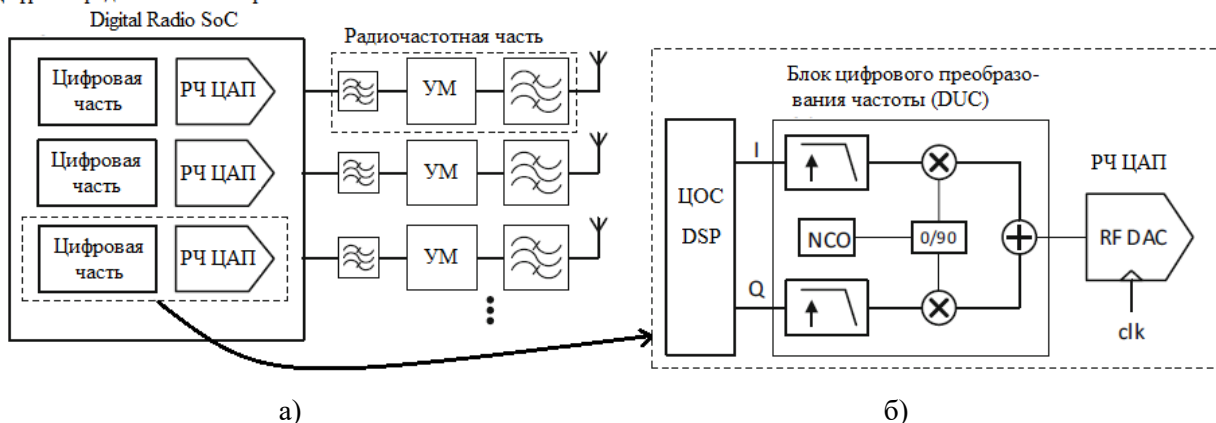 Digital Radio SoC
Радиочастотная часть
Цифровая
часть
РЧ ЦАП
УМ
Цифровая
часть
РЧ ЦАП
УМ
Цифровая
часть
РЧ ЦАП
УМ
а)
Блок цифрового преобразо-
вания частоты (DUC)
ЦОС
DSP
I
Q
NCO
0/90
РЧ ЦАП
RF DAC
clk
б)